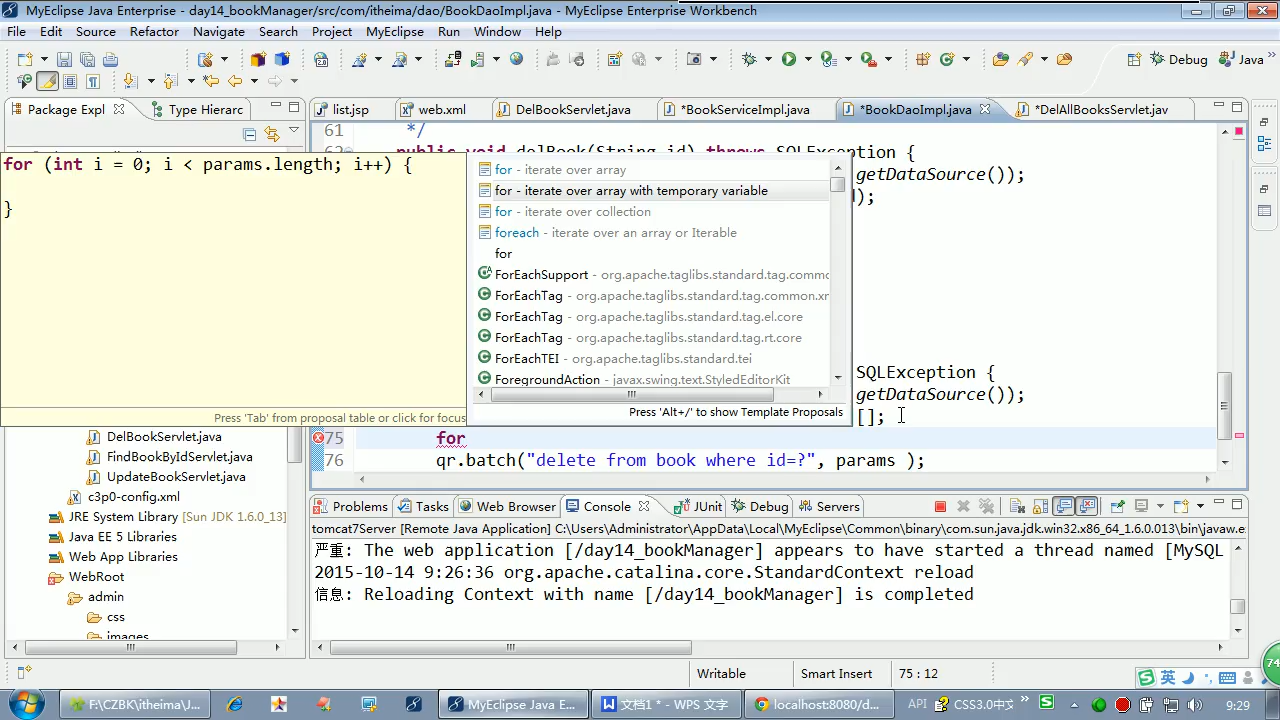 MyEclipse Java Enterprise - day14_bookManager/src/com/itheima/dao/BookDaoImpl.java - MyEclipse Enterprise Workbench
File Edit Source Refactor Navigate Search Project MyEclipse Run Window Help
Debug Java
Package Expl Type Hierarc
list.jsp web.xml DelBookServlet.java *BookServiceImpl.java *BookDaoImpl.java *DelAllBooksServlet.jav
61 */
public void delBook(String id) throws SQLException {
getDataSource());
);
for (int i = 0; i < params.length; i++) {
}
Press 'Tab' from proposal table or click for focus
for - iterate over array
for - iterate over array with temporary variable
for - iterate over collection
foreach - iterate over an array or Iterable
for
ForEachSupport - org.apache.taglibs.standard.tag.commo
ForEachTag - org.apache.taglibs.standard.tag.common.xr
ForEachTag - org.apache.taglibs.standard.tag.el.core
ForEachTag - org.apache.taglibs.standard.tag.rt.core
ForEachTEI - org.apache.taglibs.standard.tei
ForegroundAction - javax.swing.text.StyledEditorKit
Press 'Alt+/' to show Template Proposals
SQLException {
getDataSource());
[];
75 for
76 qr.batch("delete from book where id=?", params );
DelBookServlet.java
FindBookByIdServlet.java
UpdateBookServlet.java
c3p0-config.xml
JRE System Library [Sun JDK 1.6.0_13]
Java EE 5 Libraries
Web App Libraries
WebRoot
admin
css
images
Problems Tasks Web Browser Console JUnit Debug Servers
tomcat7Server [Remote Java Application] C:\Users\Administrator\AppData\Local\MyEclipse\Common\binary\com.sun.java.jdk.win32.x86_64_1.6.0.013\bin\javaw.e
严重: The web application [/day14_bookManager] appears to have started a thread named [MySQL
2015-10-14 9:26:36 org.apache.catalina.core.StandardContext reload
信息: Reloading Context with name [/day14_bookManager] is completed
Writable Smart Insert 75 : 12
74
英
F:\CZBK\itheima\J... MyEclipse Java E... 文档1 * - WPS 文字 localhost:8080/d... API CSS3.0中文 9:29